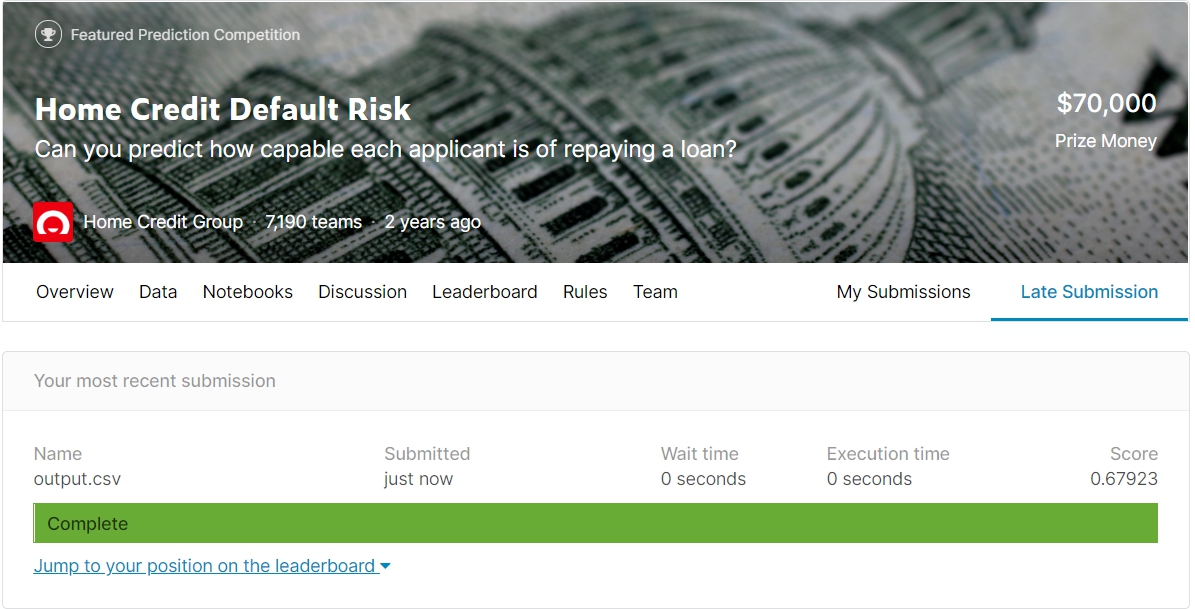 Featured Prediction Competition
Home Credit Default Risk
$70,000
Can you predict how capable each applicant is of repaying a loan?
Prize Money
Home Credit Group · 7,190 teams · 2 years ago
Overview Data Notebooks Discussion Leaderboard Rules Team My Submissions Late Submission
Your most recent submission
Name Submitted Wait time Execution time Score
output.csv just now 0 seconds 0 seconds 0.67923
Complete
Jump to your position on the leaderboard